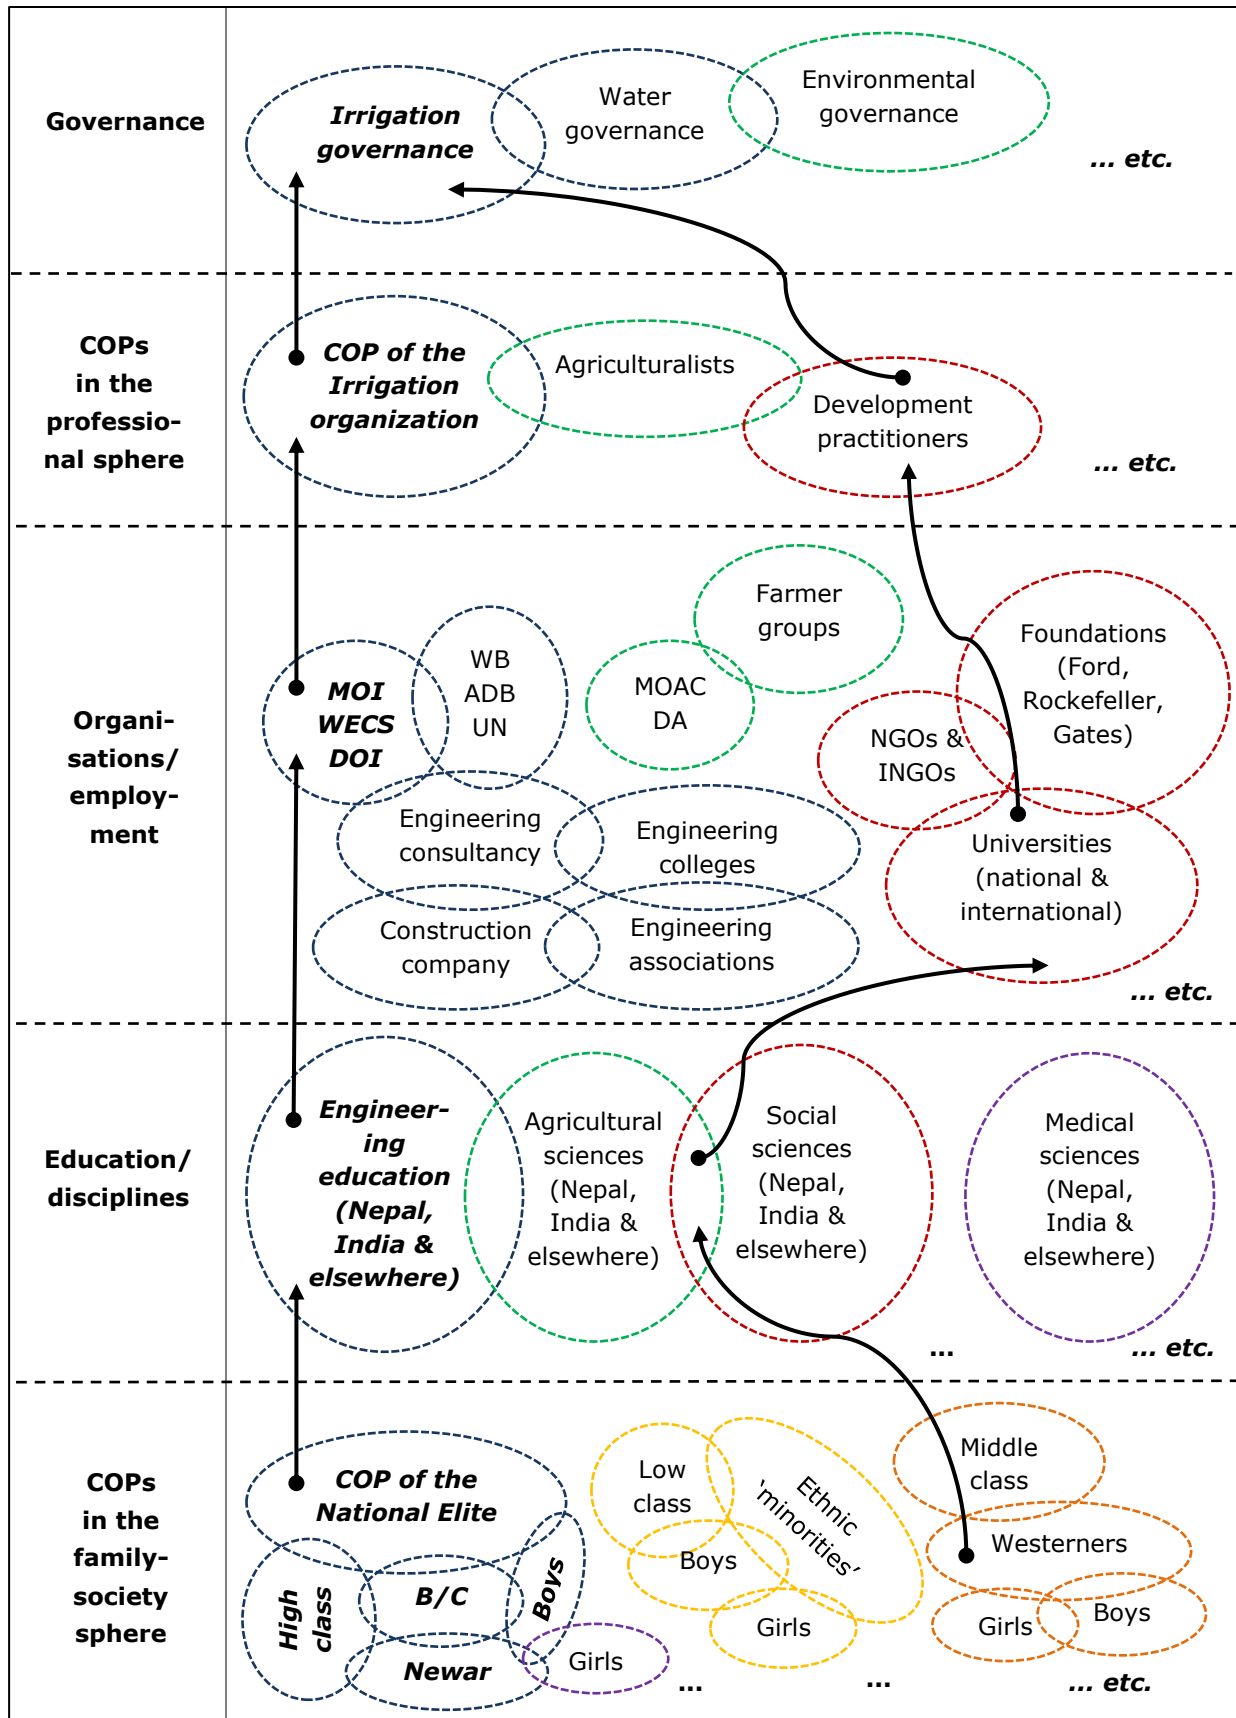 Governance
Irrigation
governance
Water
governance
Environmental
governance
... etc.
COPs
in the
professio-
nal sphere
COP of the
Irrigation
organization
Agriculturalists
Development
practitioners
... etc.
Organi-
sations/
employ-
ment
MOI
WECS
DOI
WB
ADB
UN
MOAC
DA
Farmer
groups
NGOs &
INGOs
Foundations
(Ford,
Rockefeller,
Gates)
Engineering
consultancy
Engineering
colleges
Universities
(national &
international)
Construction
company
Engineering
associations
... etc.
Education/
disciplines
Engineer-
ing
education
(Nepal,
India &
elsewhere)
Agricultural
sciences
(Nepal,
India &
elsewhere)
Social
sciences
(Nepal,
India &
elsewhere)
Medical
sciences
(Nepal,
India &
elsewhere)
...
... etc.
COPs
in the
family-
society
sphere
COP of the
National Elite
High
class
B/C
Boys
Newar
Girls
...
Low
class
Boys
Ethnic
‘minorities’
Girls
...
Middle
class
Westerners
Girls
Boys
... etc.